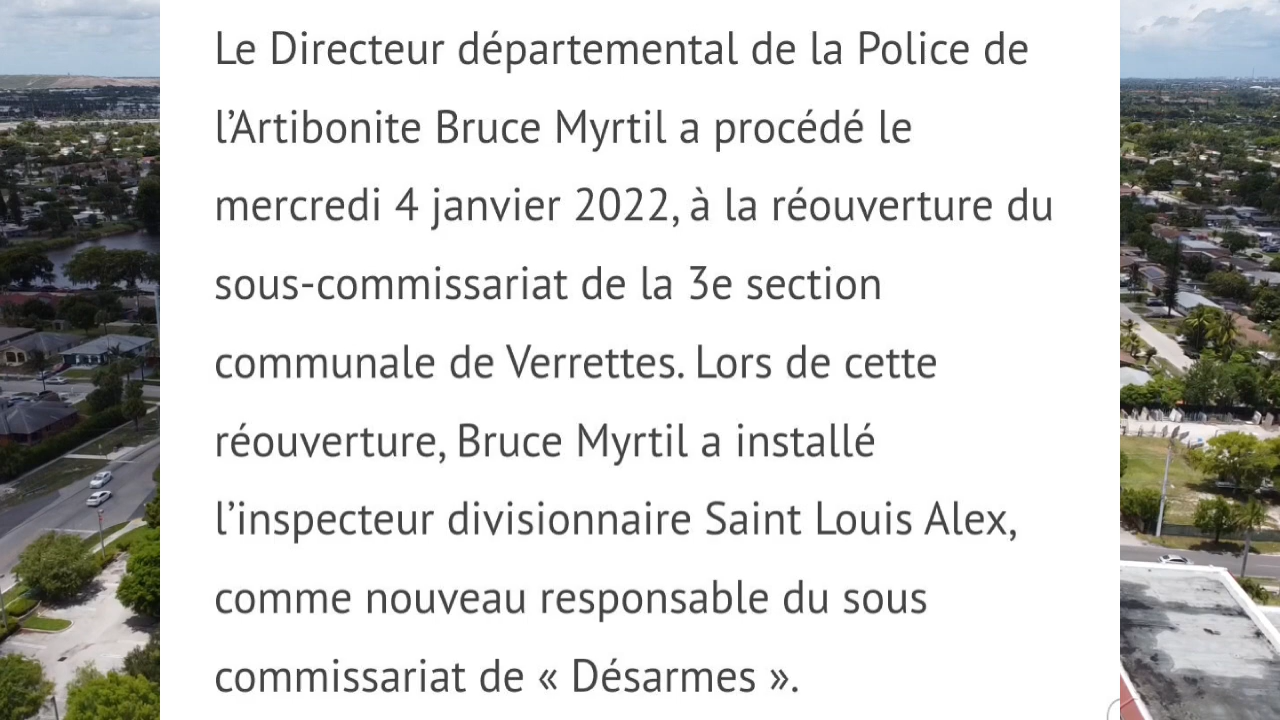 Le Directeur départemental de la Police de
l’Artibonite Bruce Myrtil a procédé le
mercredi 4 janvier 2022, à la réouverture du
sous-commissariat de la 3e section
communale de Verrettes. Lors de cette
réouverture, Bruce Myrtil a installé
l’inspecteur divisionnaire Saint Louis Alex,
comme nouveau responsable du sous
commissariat de « Désarmes ».